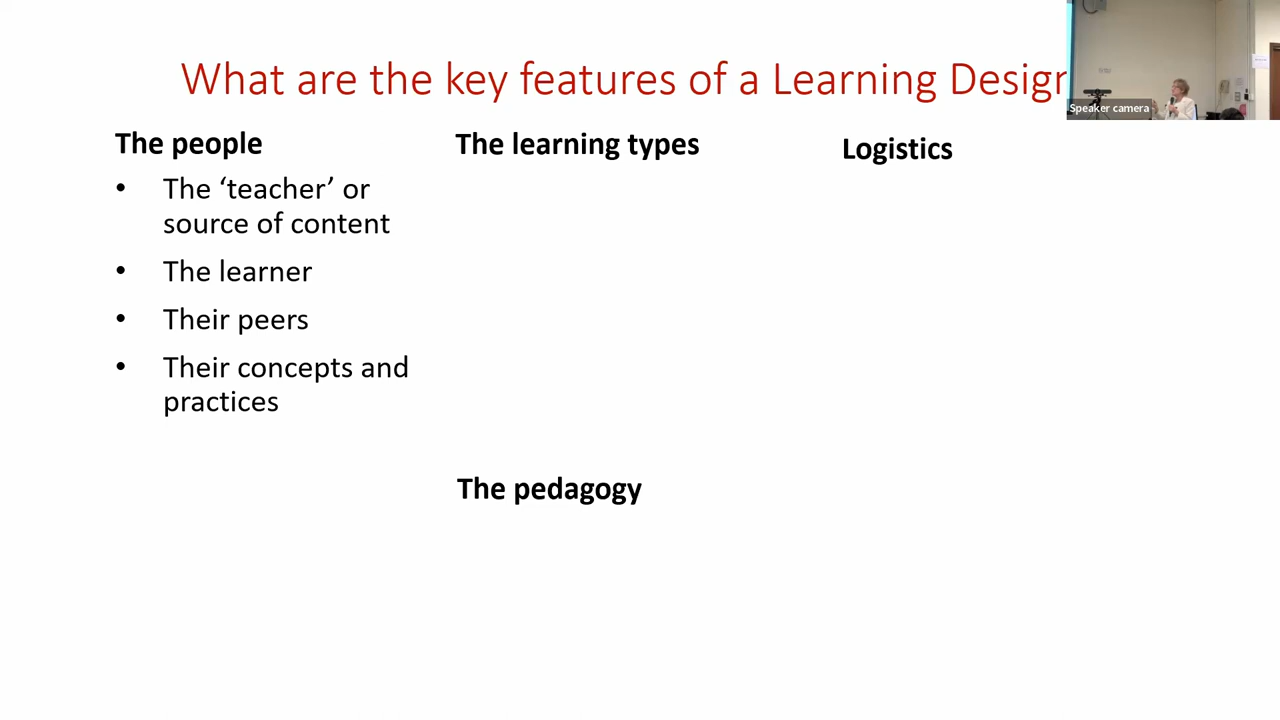 What are the key features of a Learning Design
Speaker camera
The people
The learning types
Logistics
• The ‘teacher’ or
source of content
• The learner
• Their peers
• Their concepts and
practices
The pedagogy